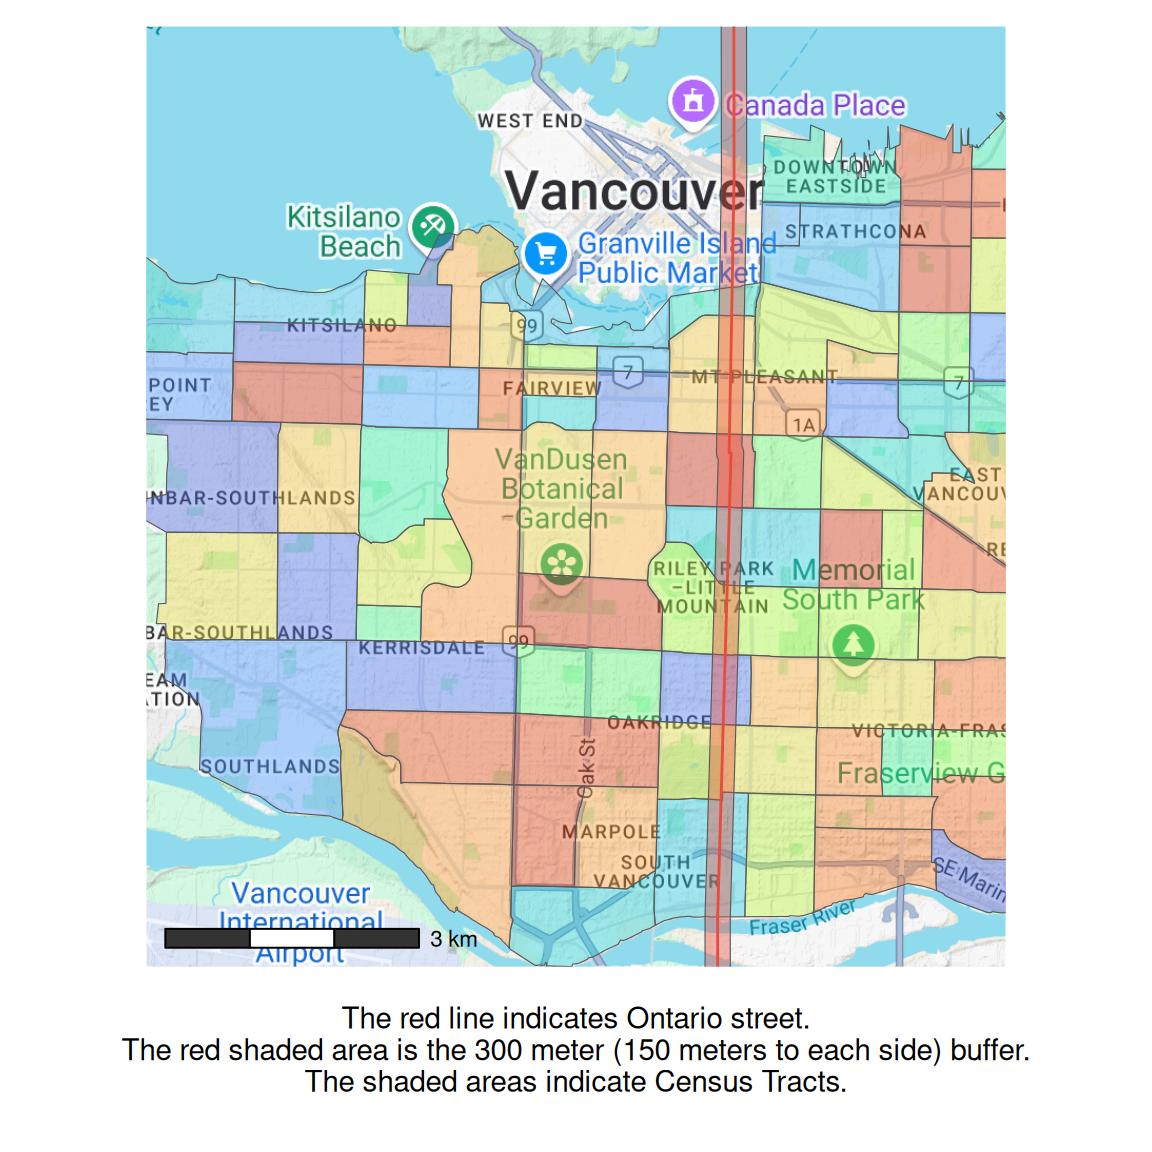 WEST END
Canada Place
DOWNTOWN
EASTSIDE
Vancouver
Kitsilano
Beach
STRATHCONA
Granville Island
Public Market
KITSILANO
99
7
MT PLEASANT
POINT
EY
FAIRVIEW
7
1A
VanDusen
Botanical
Garden
EAST
VANCOUV
NBAR-SOUTHLANDS
RE
RILEY PARK
-LITTLE
MOUNTAIN
Memorial
South Park
BAR-SOUTHLANDS
KERRISDALE
99
EAM
ATION
OAKRIDGE
VICTORIA-FRAS
SOUTHLANDS
Oak St
Fraserview G
MARPOLE
SOUTH
VANCOUVER
SE Marin
Vancouver
International
Airport
Fraser River
3 km
The red line indicates Ontario street.
The red shaded area is the 300 meter (150 meters to each side) buffer.
The shaded areas indicate Census Tracts.